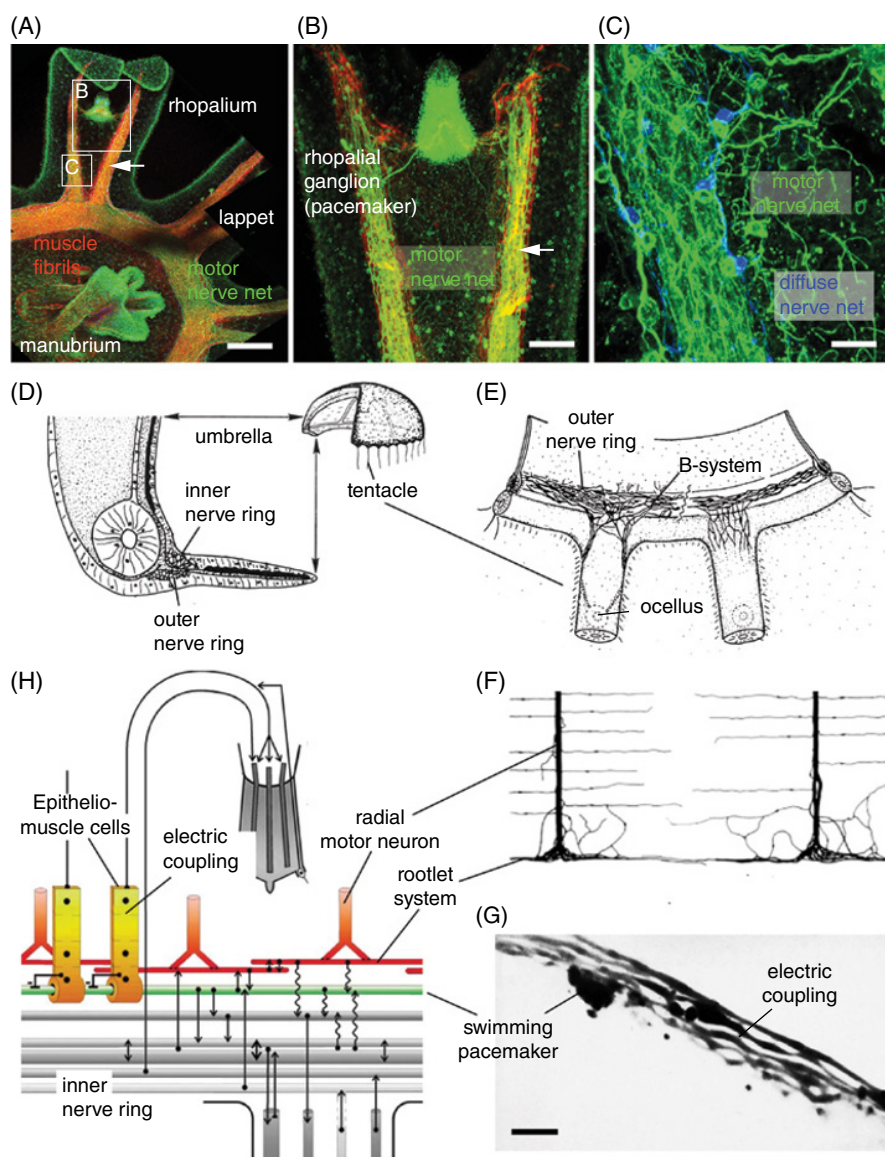 (A)
B
C
rhopalium
lappet
muscle
fibrils
motor
nerve net
manubrium
(B)
rhopalial
ganglion
(pacemaker)
motor
nerve net
(C)
motor
nerve net
diffuse
nerve net
(D)
umbrella
tentacle
inner
nerve ring
outer
nerve ring
(E)
outer
nerve ring
B-system
ocellus
(H)
Epithelio-
muscle cells
electric
coupling
radial
motor neuron
rootlet
system
inner
nerve ring
(F)
(G)
electric
coupling
swimming
pacemaker